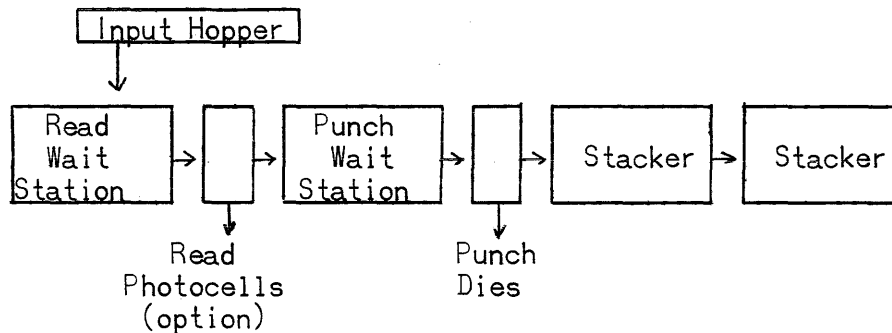 Input Hopper
Read
Wait
Station
Punch
Wait
Station
Stacker
Stacker
Read
Photocells
(option)
Punch
Dies